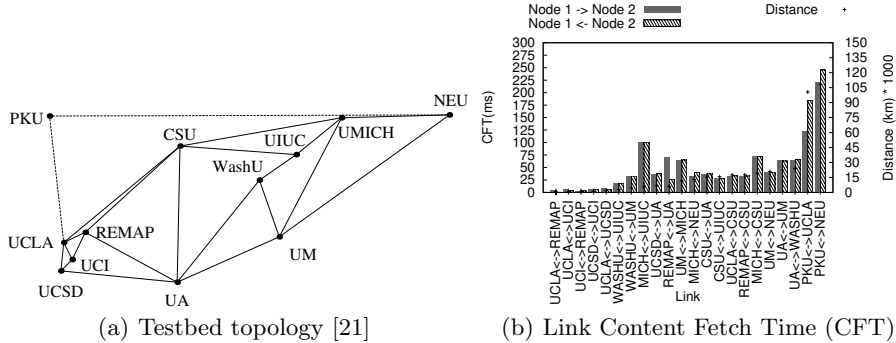 PKU
NEU
CSU
UIUC
UMICH
WashU
UCLA
REMAP
UCI
UCSD
UA
UM
(a) Testbed topology [21]
Node 1 -> Node 2
Node 1 <- Node 2
Distance
CFT(ms)
300
275
250
225
200
175
150
125
100
75
50
25
0
150
135
120
105
90
75
60
45
30
15
0
Distance (km) * 1000
UCLA<->REMAP
UCLA<->UCI
UCI<->REMAP
UCSD<->UCI
UCLA<->UCSD
WASHU<->UIUC
WASHU<->UM
MICH<->UIUC
UCSD<->UA
REMAP<->UA
UM<->MICH
MICH<->NEU
CSU<->UA
CSU<->UIUC
UCLA<->CSU
REMAP<->CSU
MICH<->CSU
UM<->NEU
UA<->UM
UA<->WASHU
PKU<->UCLA
PKU<->NEU
Link
(b) Link Content Fetch Time (CFT)